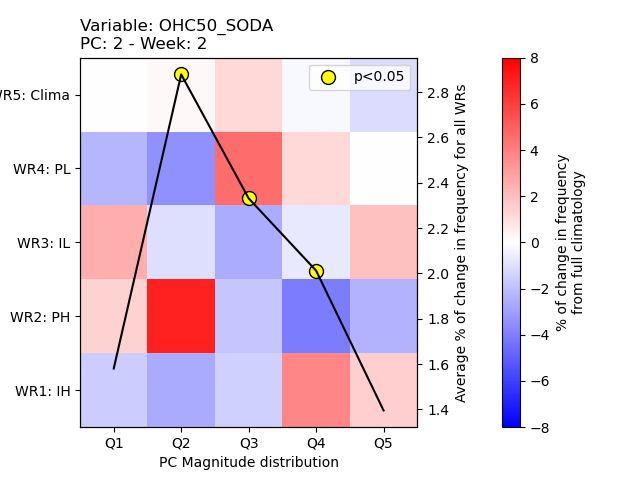 Variable: OHC50_SODA
PC: 2 - Week: 2
p<0.05
WR5: Clima
WR4: PL
WR3: IL
WR2: PH
WR1: IH
Q1 Q2 Q3 Q4 Q5
PC Magnitude distribution
2.8
2.6
2.4
2.2
2.0
1.8
1.6
1.4
Average % of change in frequency for all WRs
8
6
4
2
0
−2
−4
−6
−8
% of change in frequency
from full climatology